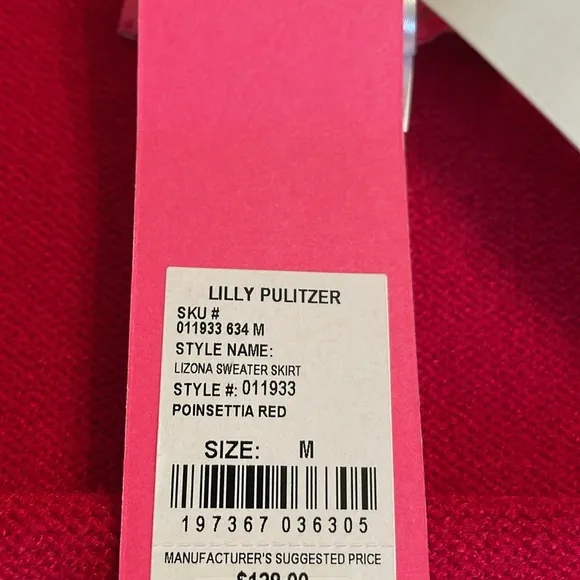 LILLY PULITZER
SKU #
011933 634 M
STYLE NAME:
LIZONA SWEATER SKIRT
STYLE #: 011933
POINSETTIA RED
SIZE: M
197367 036305
MANUFACTURER'S SUGGESTED PRICE